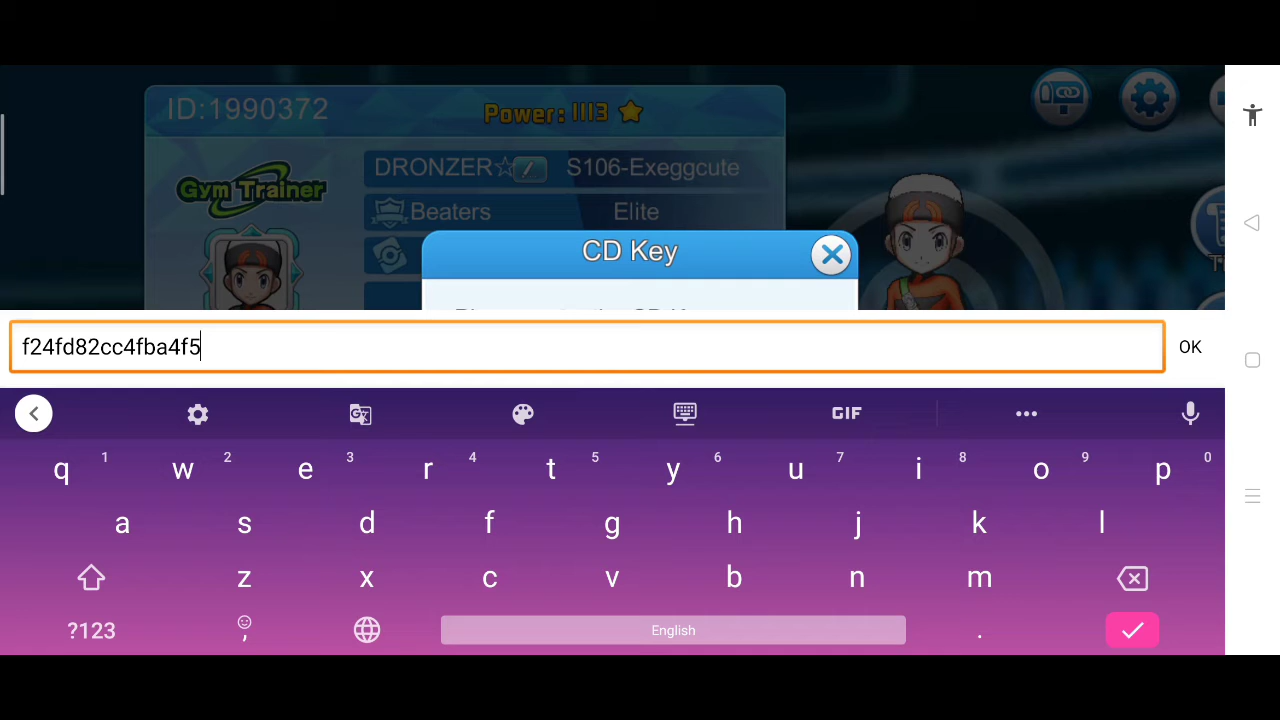 ID:1990372
Power: 1113
Gym Trainer
DRONZER☆
S106-Exeggcute
Beaters
Elite
CD Key
f24fd82cc4fba4f5
OK
GIF
q 1 w 2 e 3 r 4 t 5 y 6 u 7 i 8 o 9 p 0
a s d f g h j k l
z x c v b n m
?123 , English .